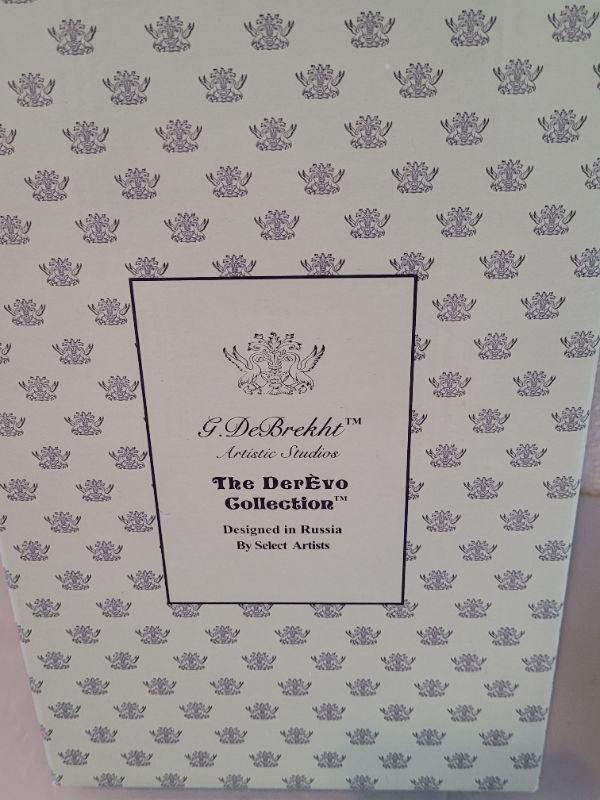 G.DeBrekht™
Artistic Studios
The DerÈvo
Collection™
Designed in Russia
By Select Artists